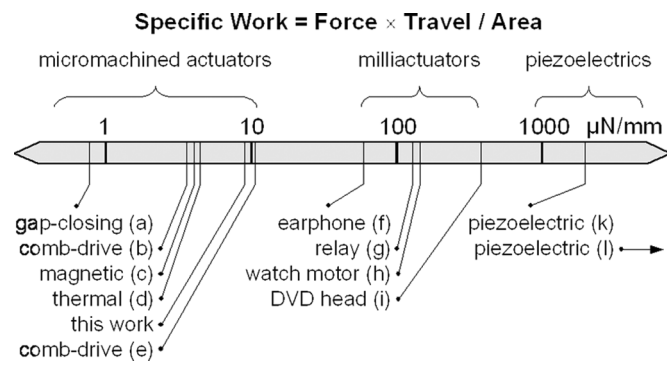 Specific Work = Force × Travel / Area
micromachined actuators milliactuators piezoelectrics
1 10 100 1000 µN/mm
gap-closing (a) earphone (f) piezoelectric (k)
comb-drive (b) relay (g) piezoelectric (l)
magnetic (c) watch motor (h)
thermal (d) DVD head (i)
this work
comb-drive (e)